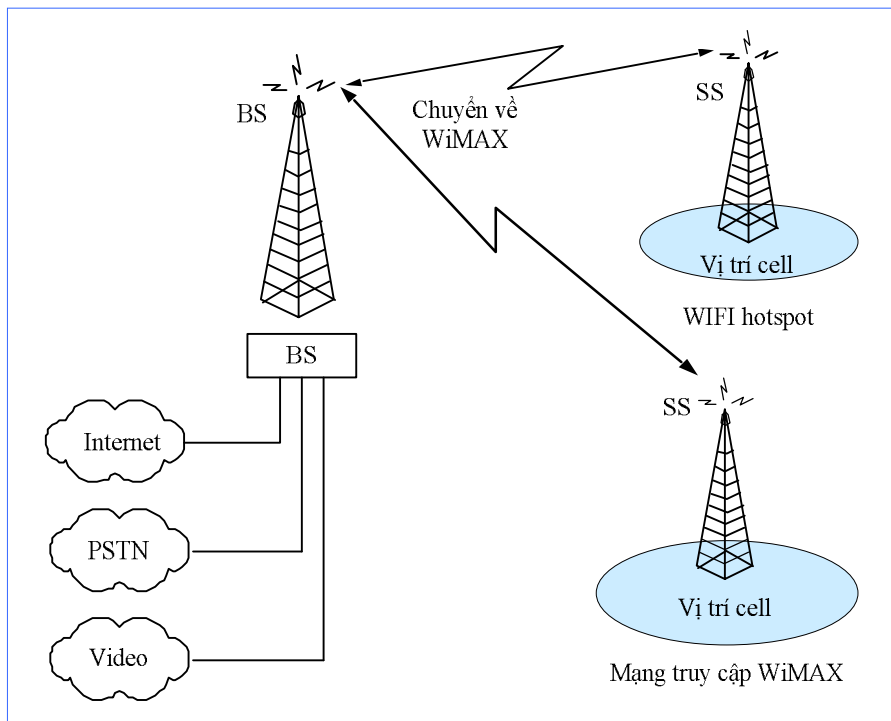 BS
SS
Chuyển về
WiMAX
Vị trí cell
WIFI hotspot
BS
SS
Internet
PSTN
Vị trí cell
Video
Mạng truy cập WiMAX